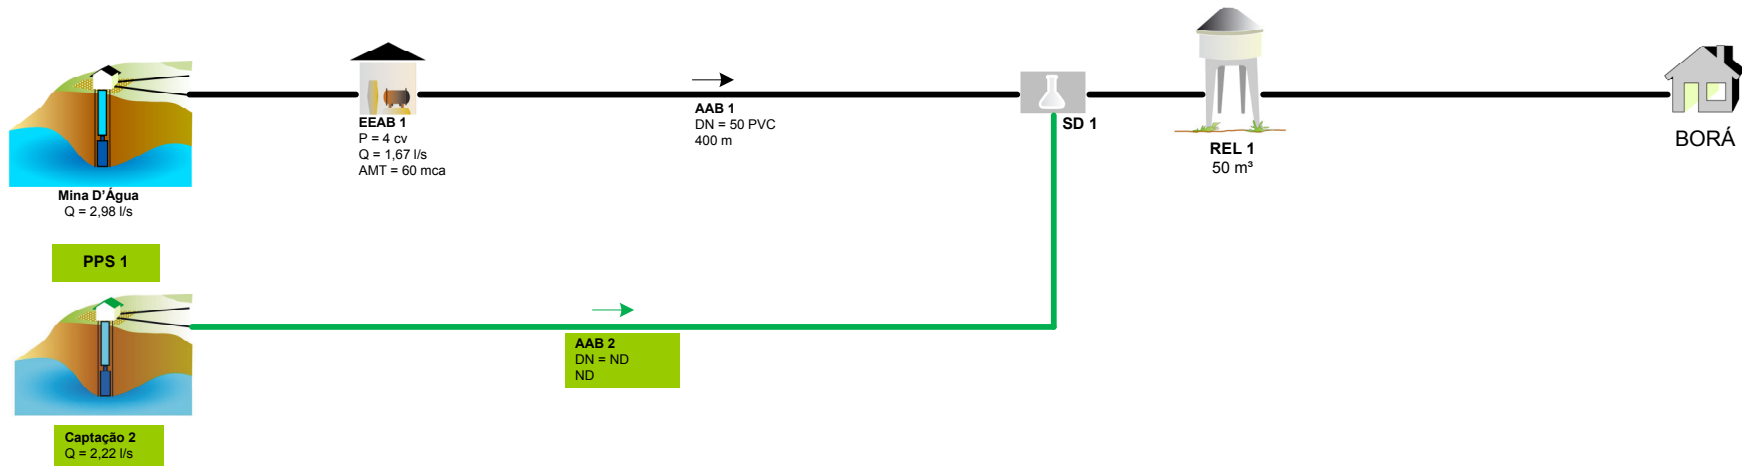 Mina D'Água
Q = 2,98 l/s
EEAB 1
P = 4 cv
Q = 1,67 l/s
AMT = 60 mca
AAB 1
DN = 50 PVC
400 m
SD 1
REL 1
50 m³
BORÁ
PPS 1
AAB 2
DN = ND
ND
Captação 2
Q = 2,22 l/s